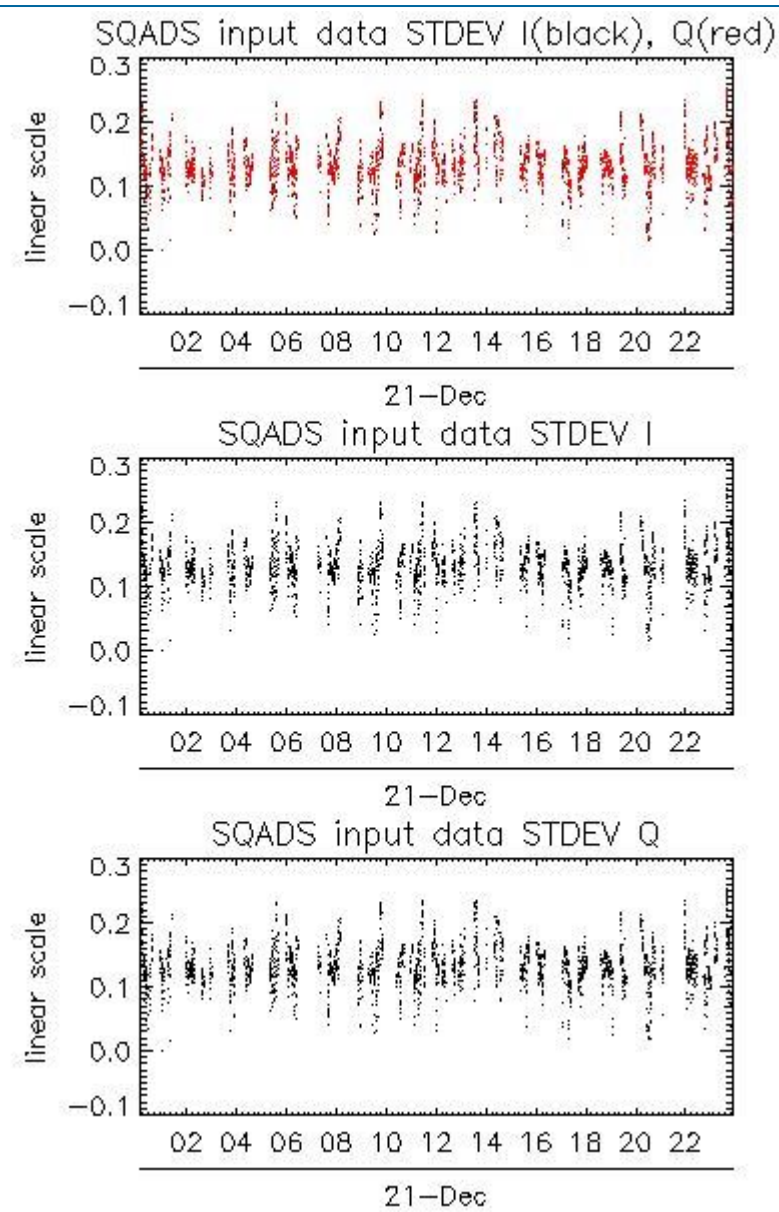 SQADS input data STDEV I(black), Q(red)
0.3
0.2
0.1
0.0
−0.1
linear scale
02 04 06 08 10 12 14 16 18 20 22
21−Dec
SQADS input data STDEV I
0.3
0.2
0.1
0.0
−0.1
linear scale
02 04 06 08 10 12 14 16 18 20 22
21−Dec
SQADS input data STDEV Q
0.3
0.2
0.1
0.0
−0.1
linear scale
02 04 06 08 10 12 14 16 18 20 22
21−Dec